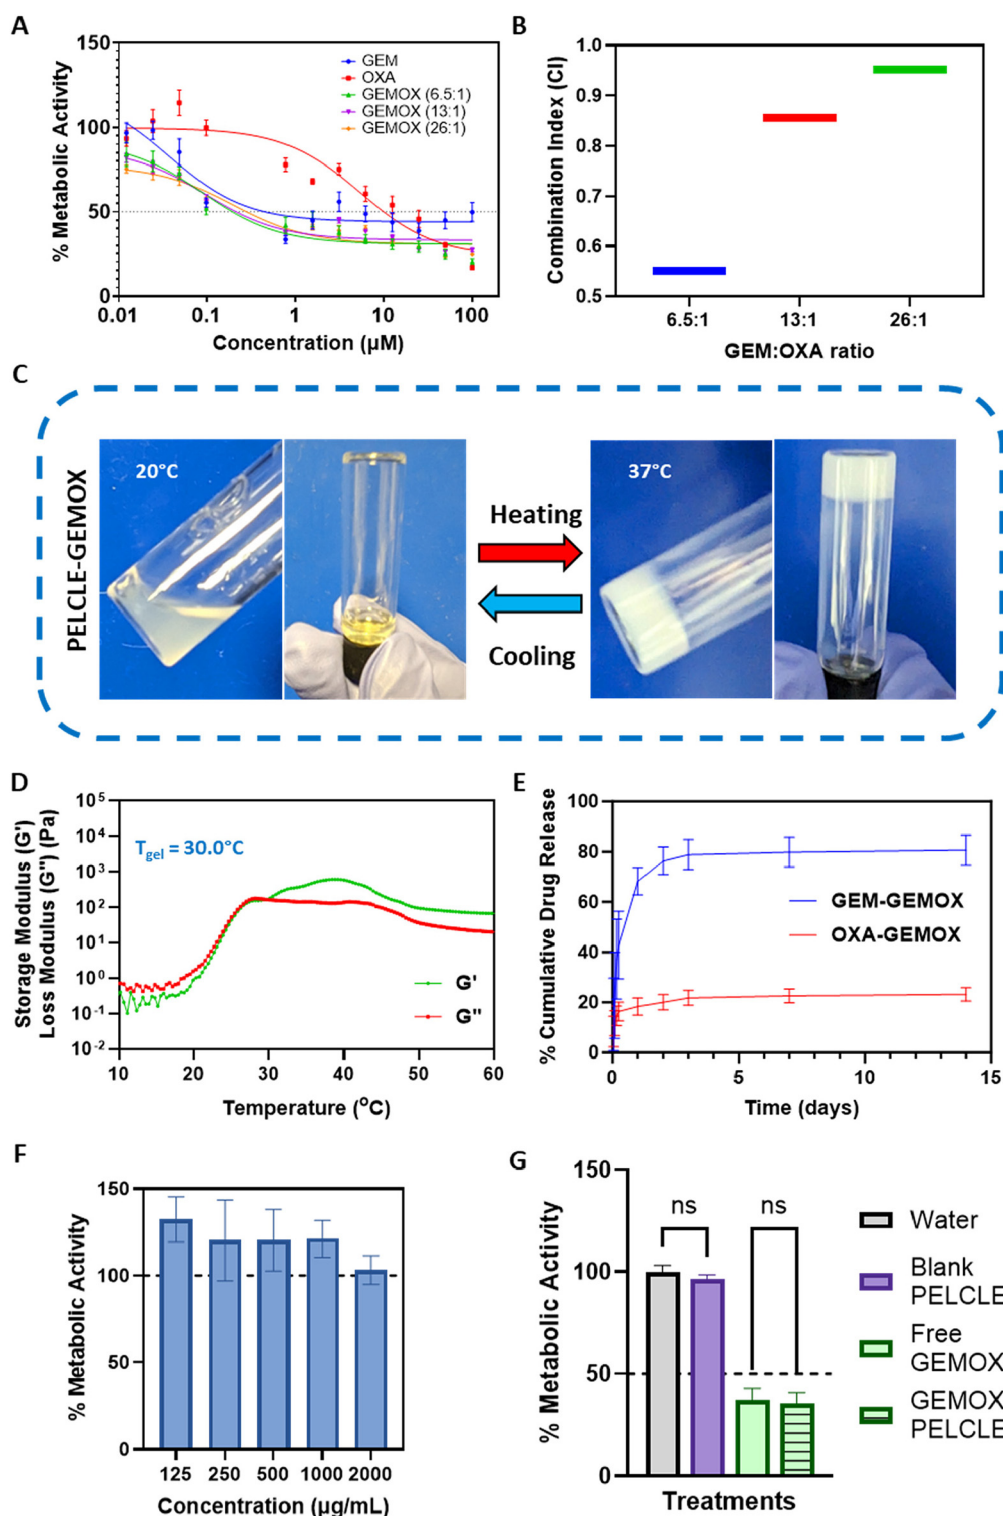 A
% Metabolic Activity
150
100
50
0
0.01
0.1
1
10
100
Concentration (µM)
GEM
OXA
GEMOX (6.5:1)
GEMOX (13:1)
GEMOX (26:1)
B
Combination Index (CI)
1.0
0.9
0.8
0.7
0.6
0.5
6.5:1
13:1
26:1
GEM:OXA ratio
C
PELCLE-GEMOX
20°C
Heating
Cooling
37°C
D
Storage Modulus (G')
Loss Modulus (G'') (Pa)
10⁵
10⁴
10³
10²
10¹
10⁰
10⁻¹
10⁻²
Tgel = 30.0°C
G'
G''
10
20
30
40
50
60
Temperature (°C)
E
% Cumulative Drug Release
100
80
60
40
20
0
GEM-GEMOX
OXA-GEMOX
0
5
10
15
Time (days)
F
% Metabolic Activity
150
100
50
0
125
250
500
1000
2000
Concentration (µg/mL)
G
% Metabolic Activity
150
100
50
0
ns
ns
Treatments
Water
Blank
PELCLE
Free
GEMOX
GEMOX
PELCLE